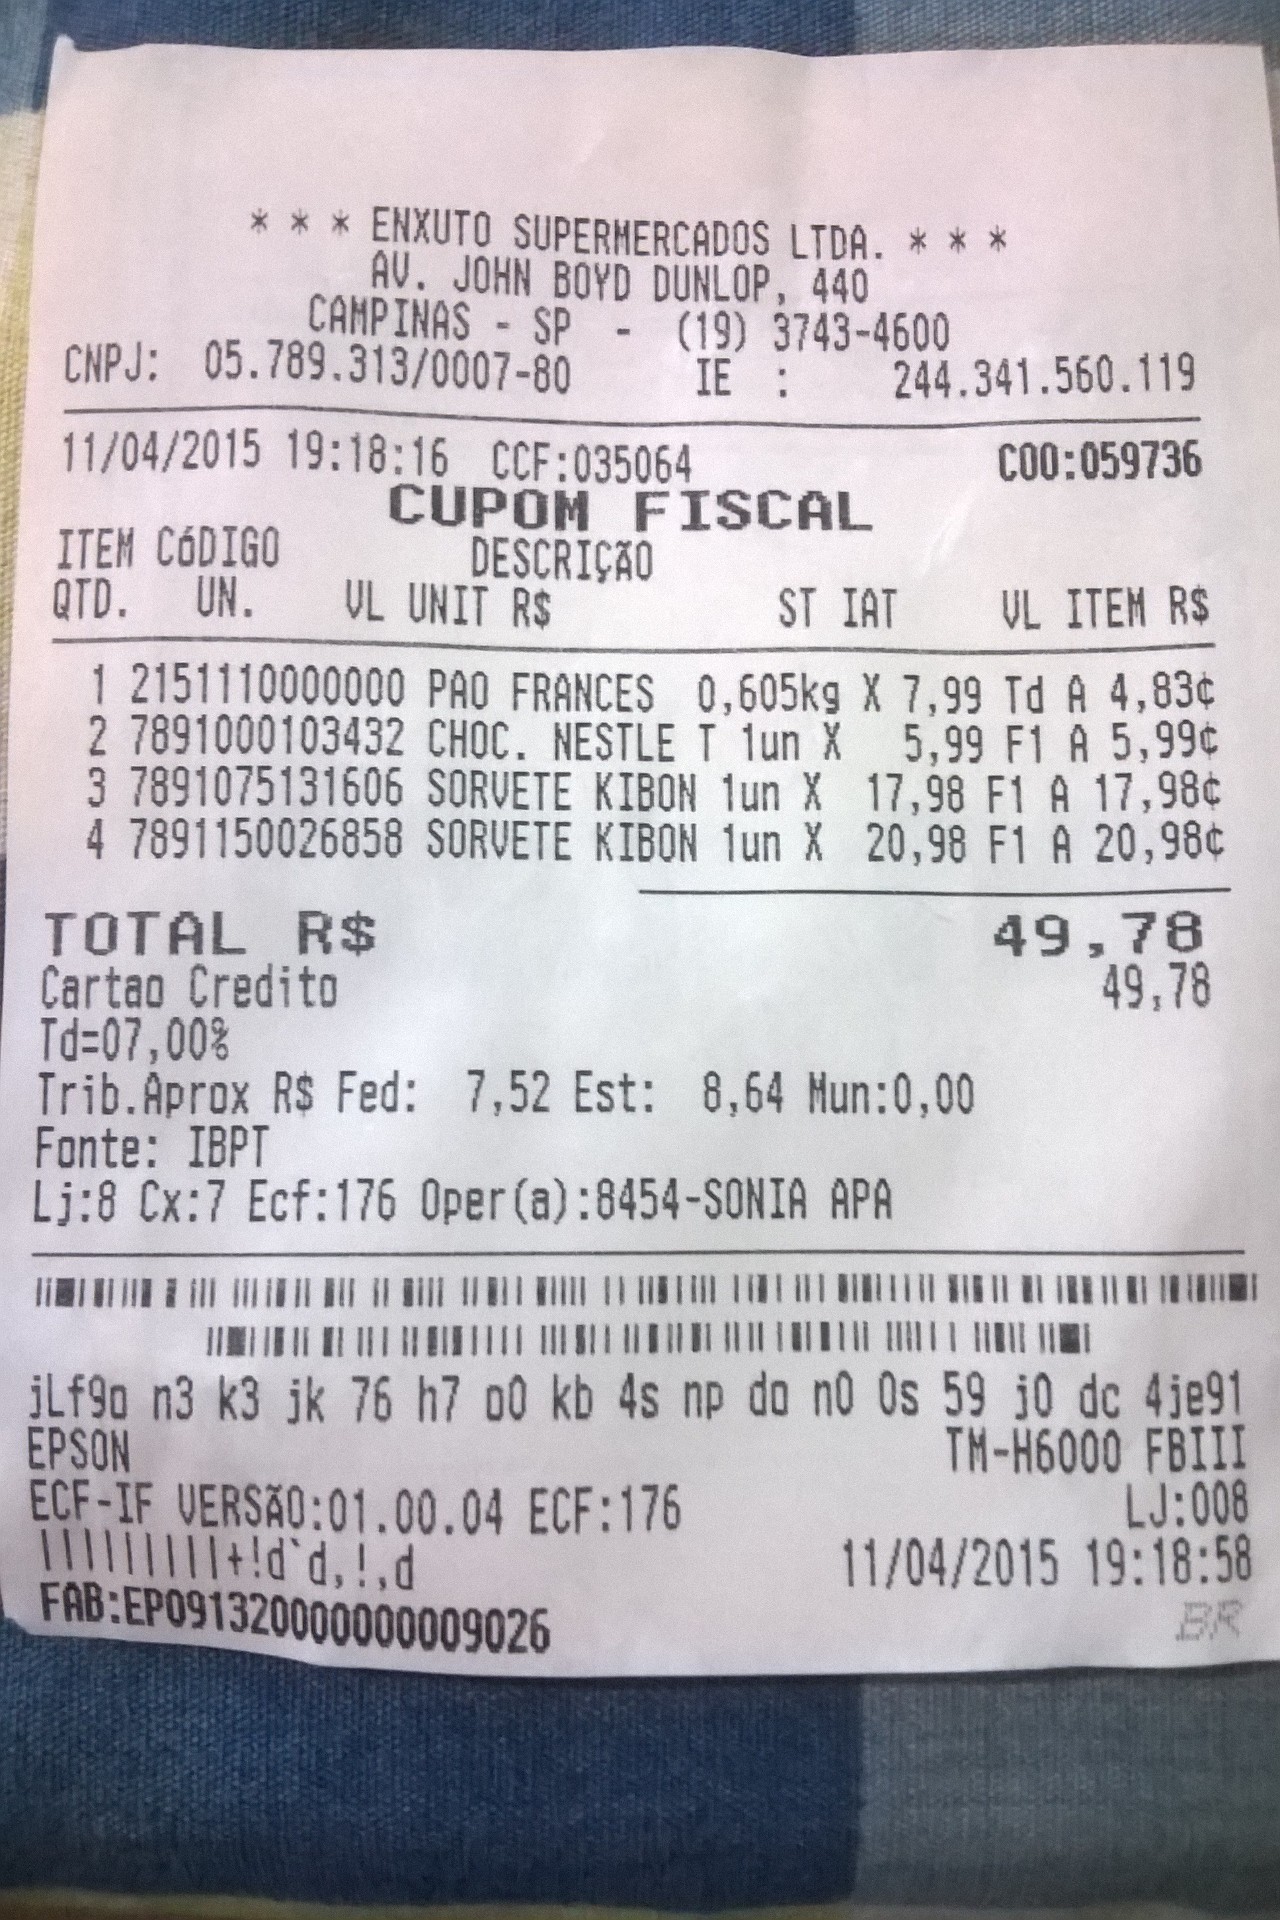 * * * ENXUTO SUPERMERCADOS LTDA. * * *
AV. JOHN BOYD DUNLOP, 440
CAMPINAS - SP - (19) 3743-4600
CNPJ: 05.789.313/0007-80 IE : 244.341.560.119
11/04/2015 19:18:16 CCF:035064 COO:059736
CUPOM FISCAL
ITEM CóDIGO DESCRIÇÃO
QTD. UN. VL UNIT R$ ST IAT VL ITEM R$
1 2151110000000 PAO FRANCES 0,605kg X 7,99 Td A 4,83¢
2 7891000103432 CHOC. NESTLE T 1un X 5,99 F1 A 5,99¢
3 7891075131606 SORVETE KIBON 1un X 17,98 F1 A 17,98¢
4 7891150026858 SORVETE KIBON 1un X 20,98 F1 A 20,98¢
TOTAL R$ 49,78
Cartao Credito 49,78
Td=07,00%
Trib.Aprox R$ Fed: 7,52 Est: 8,64 Mun:0,00
Fonte: IBPT
Lj:8 Cx:7 Ecf:176 Oper(a):8454-SONIA APA
jLf9o n3 k3 jk 76 h7 o0 kb 4s np do n0 0s 59 j0 dc 4je91
EPSON TM-H6000 FBIII
ECF-IF VERSÃO:01.00.04 ECF:176 LJ:008
||||||||||+!d`d,!,d 11/04/2015 19:18:58
FAB:EP091320000000009026 BR